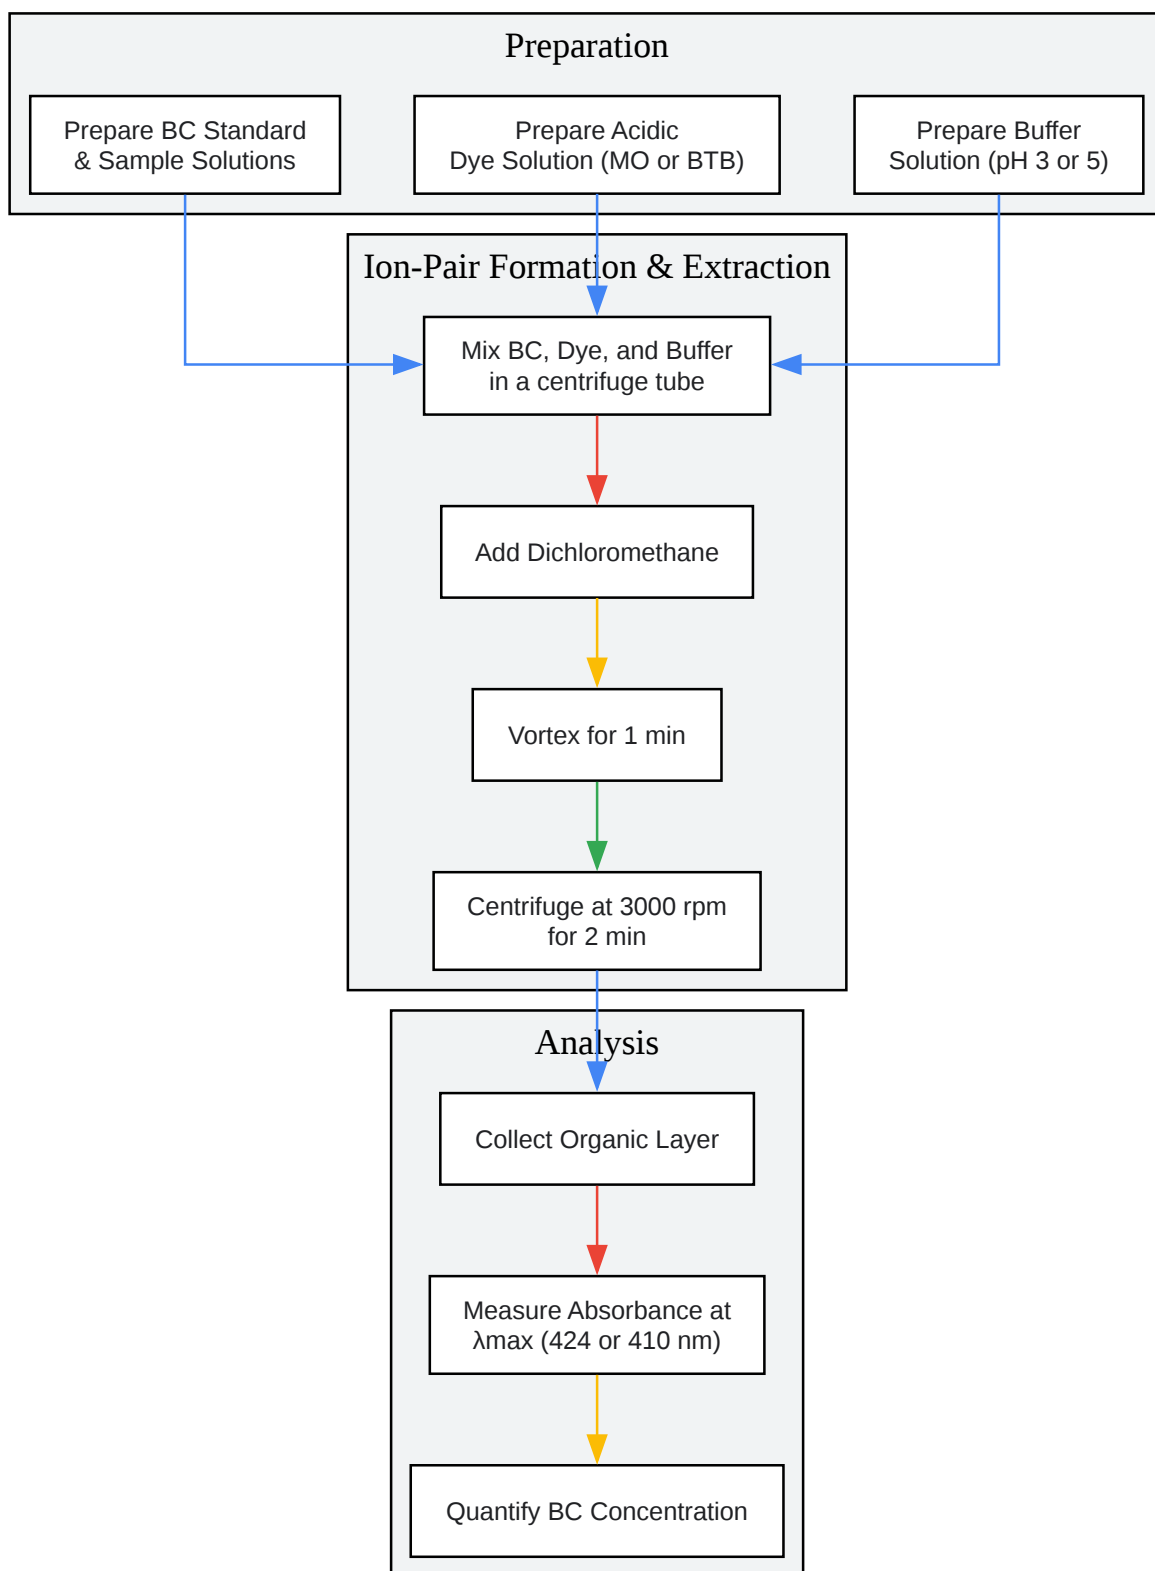 Preparation
Prepare BC Standard
& Sample Solutions
Prepare Acidic
Dye Solution (MO or BTB)
Prepare Buffer
Solution (pH 3 or 5)
Ion-Pair Formation & Extraction
Mix BC, Dye, and Buffer
in a centrifuge tube
Add Dichloromethane
Vortex for 1 min
Centrifuge at 3000 rpm
for 2 min
Analysis
Collect Organic Layer
Measure Absorbance at
λmax (424 or 410 nm)
Quantify BC Concentration